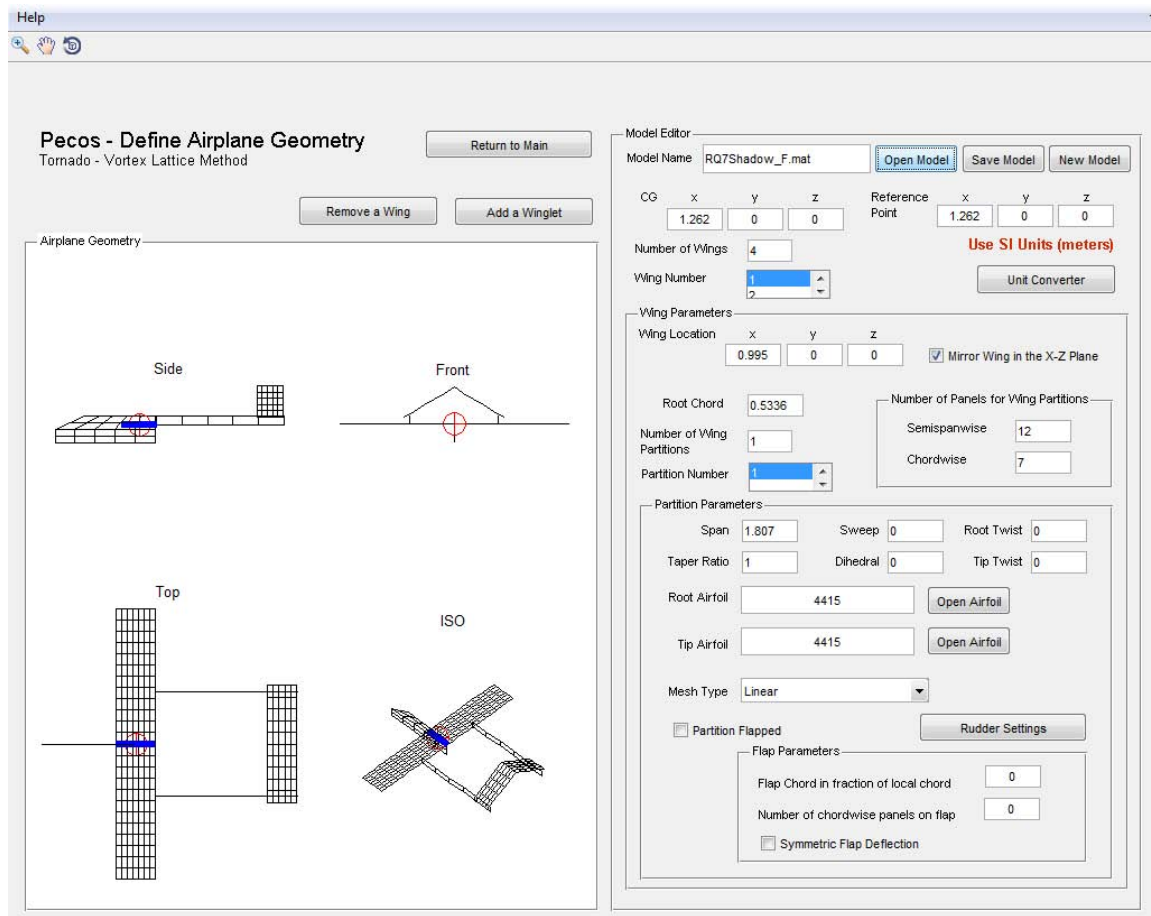 Help
Pecos - Define Airplane Geometry
Tornado - Vortex Lattice Method
Return to Main
Remove a Wing
Add a Winglet
Airplane Geometry
Side
Front
Top
ISO
Model Editor
Model Name RQ7Shadow_F.mat Open Model Save Model New Model
CG x y z Reference Point x y z
1.262 0 0 1.262 0 0
Number of Wings 4 Use SI Units (meters)
Wing Number 1 Unit Converter
2
Wing Parameters
Wing Location x y z
0.995 0 0 Mirror Wing in the X-Z Plane
Root Chord 0.5336 Number of Panels for Wing Partitions
Number of Wing Partitions 1 Semispanwise 12
Chordwise 7
Partition Number 1
Partition Parameters
Span 1.807 Sweep 0 Root Twist 0
Taper Ratio 1 Dihedral 0 Tip Twist 0
Root Airfoil 4415 Open Airfoil
Tip Airfoil 4415 Open Airfoil
Mesh Type Linear
Partition Flapped Rudder Settings
Flap Parameters
Flap Chord in fraction of local chord 0
Number of chordwise panels on flap 0
Symmetric Flap Deflection